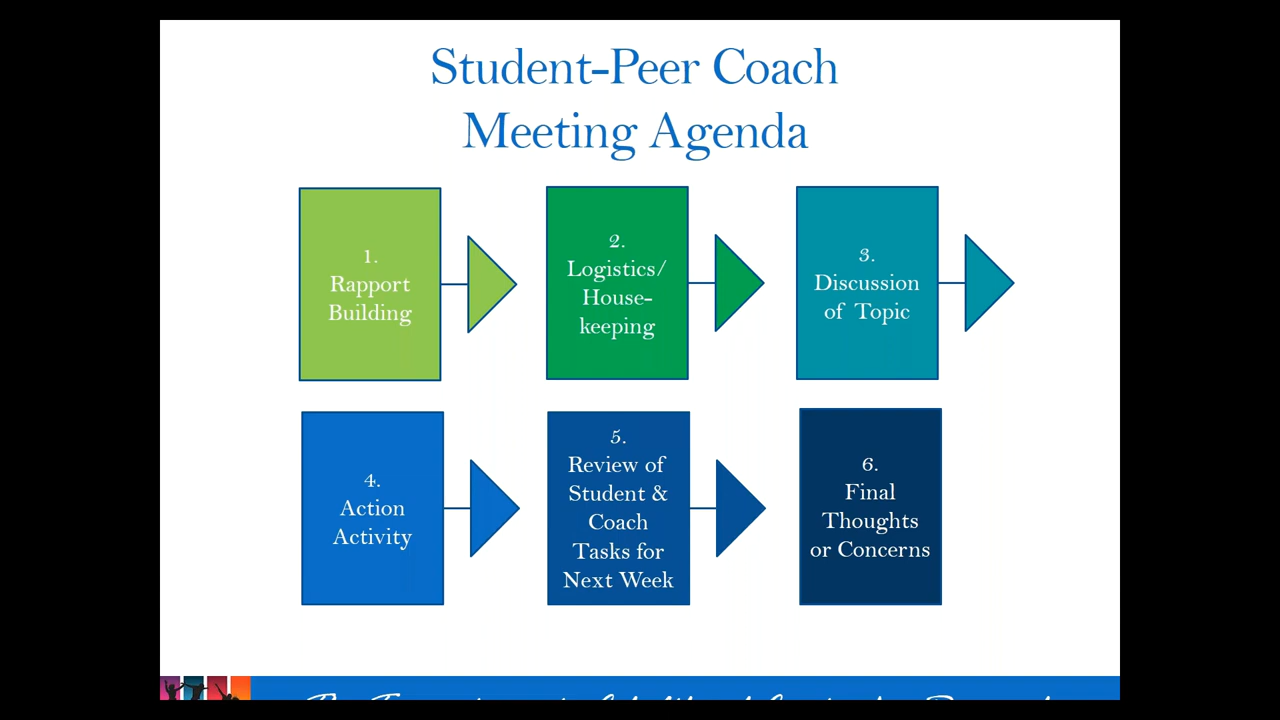 Student-Peer Coach
Meeting Agenda
1.
Rapport
Building
2.
Logistics/
House-
keeping
3.
Discussion
of Topic
4.
Action
Activity
5.
Review of
Student &
Coach
Tasks for
Next Week
6.
Final
Thoughts
or Concerns